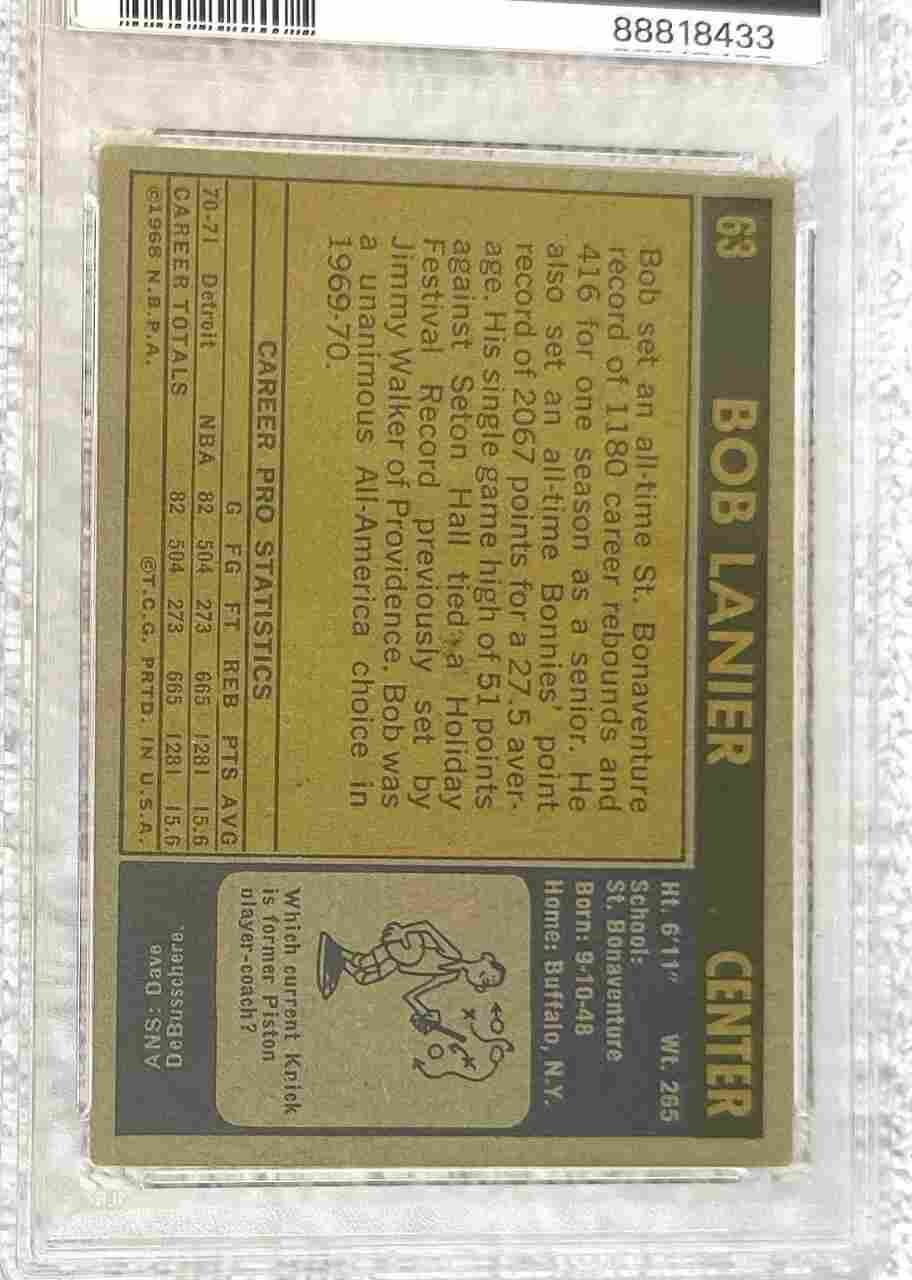 88818433
63 BOB LANIER CENTER
Bob set an all-time St. Bonaventure
record of 1180 career rebounds and
416 for one season as a senior. He
also set an all-time Bonnies' point
record of 2067 points for a 27.5 aver-
age. His single game high of 51 points
against Seton Hall tied a Holiday
Festival Record previously set by
Jimmy Walker of Providence. Bob was
a unanimous All-America choice in
1969-70.
CAREER PRO STATISTICS
G FG FT REB PTS AVG
70-71 Detroit NBA 82 504 273 665 1281 15.6
CAREER TOTALS 82 504 273 665 1281 15.6
©1968 N.B.P.A. ©T.C.G. PRTD. IN U.S.A.
Ht. 6'11" Wt. 265
School:
St. Bonaventure
Born: 9-10-48
Home: Buffalo, N.Y.
Which current Knick
is former Piston
player-coach?
ANS: Dave
DeBusschere.